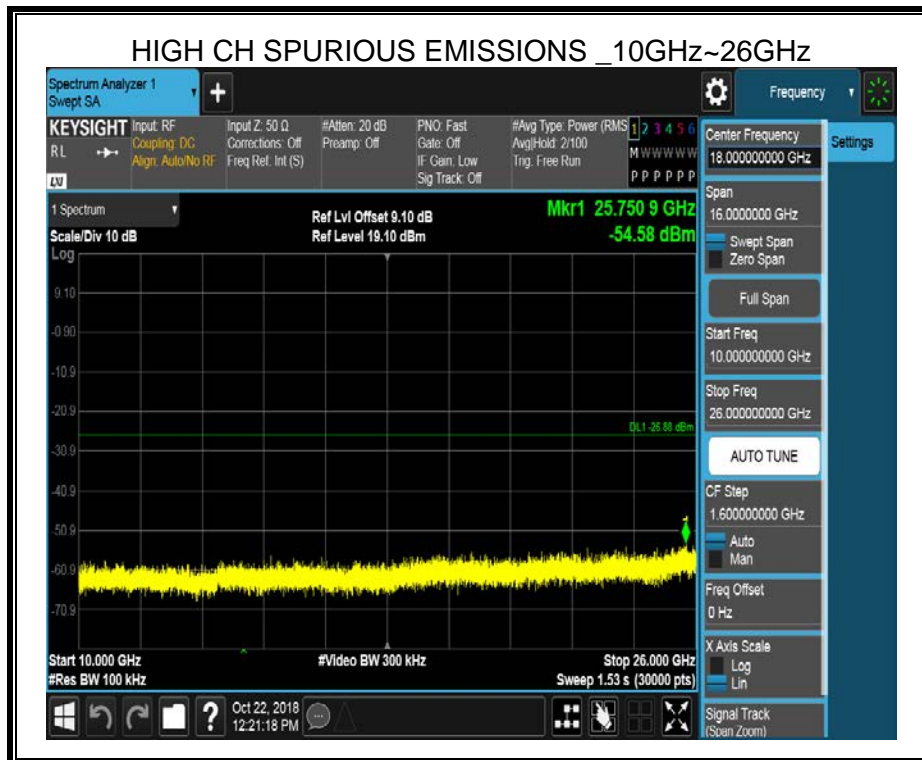 HIGH CH SPURIOUS EMISSIONS _10GHz~26GHz
Spectrum Analyzer 1
Swept SA
Frequency
KEYSIGHT
RL
Input: RF
Coupling: DC
Align: Auto/No RF
Input Z: 50 Ω
Corrections: Off
Freq Ref: Int (S)
#Atten: 20 dB
Preamp: Off
PNO: Fast
Gate: Off
IF Gain: Low
Sig Track: Off
#Avg Type: Power (RMS
Avg|Hold: 2/100
Trig: Free Run
1 2 3 4 5 6
M W W W W W
P P P P P P
Settings
1 Spectrum
Scale/Div 10 dB
Ref Lvl Offset 9.10 dB
Ref Level 19.10 dBm
Mkr1 25.750 9 GHz
-54.58 dBm
Log
9.10
-0.90
-10.9
-20.9
-30.9
-40.9
-50.9
-60.9
-70.9
DL1 -26.88 dBm
1
Start 10.000 GHz
#Video BW 300 kHz
Stop 26.000 GHz
#Res BW 100 kHz
Sweep 1.53 s (30000 pts)
Center Frequency
18.000000000 GHz
Span
16.0000000 GHz
Swept Span
Zero Span
Full Span
Start Freq
10.000000000 GHz
Stop Freq
26.000000000 GHz
AUTO TUNE
CF Step
1.600000000 GHz
Auto
Man
Freq Offset
0 Hz
X Axis Scale
Log
Lin
Signal Track
(Span Zoom)
?
Oct 22, 2018
12:21:18 PM